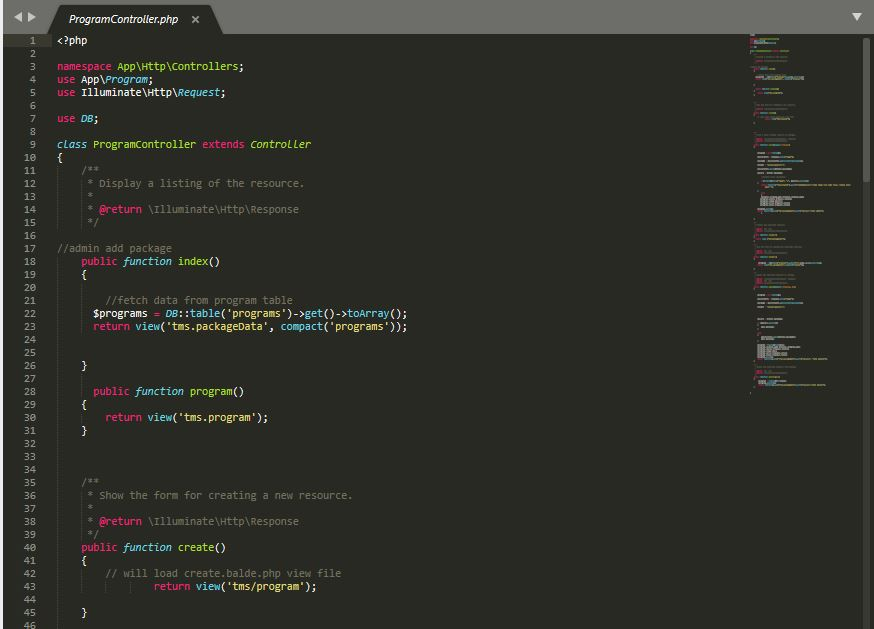 ProgramController.php ×
1 <?php
2
3 namespace App\Http\Controllers;
4 use App\Program;
5 use Illuminate\Http\Request;
6
7 use DB;
8
9 class ProgramController extends Controller
10 {
11 /**
12 * Display a listing of the resource.
13 *
14 * @return \Illuminate\Http\Response
15 */
16
17 //admin add package
18 public function index()
19 {
20
21 //fetch data from program table
22 $programs = DB::table('programs')->get()->toArray();
23 return view('tms.packageData', compact('programs'));
24
25
26 }
27
28 public function program()
29 {
30 return view('tms.program');
31 }
32
33
34
35 /**
36 * Show the form for creating a new resource.
37 *
38 * @return \Illuminate\Http\Response
39 */
40 public function create()
41 {
42 // will load create.balde.php view file
43 return view('tms/program');
44
45 }
46